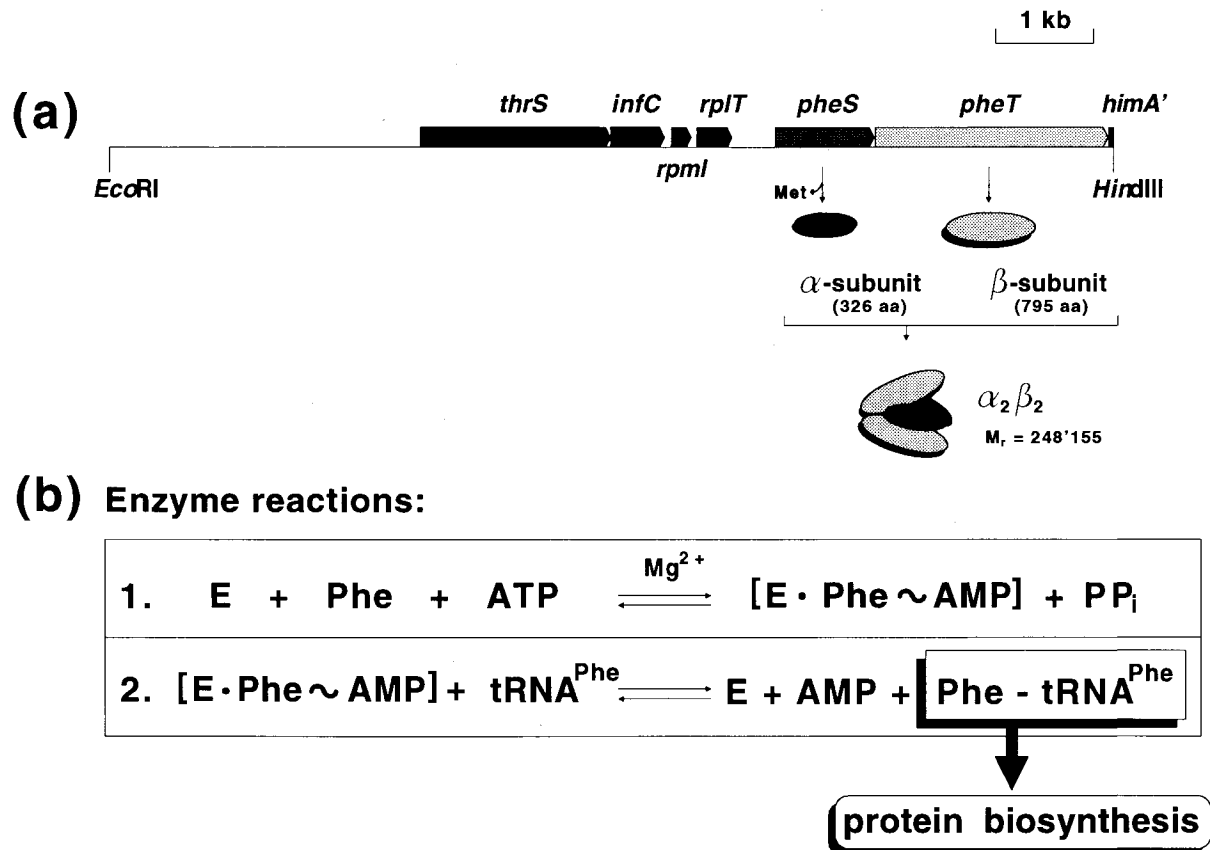 1 kb
(a)
thrS infC rplT pheS pheT himA'
rpmI
EcoRI
HindIII
Met
α-subunit
(326 aa)
β-subunit
(795 aa)
α2β2
Mr = 248'155
(b) Enzyme reactions:
1. E + Phe + ATP Mg2+ [E · Phe ~ AMP] + PPi
2. [E · Phe ~ AMP] + tRNAPhe E + AMP + Phe - tRNAPhe
protein biosynthesis